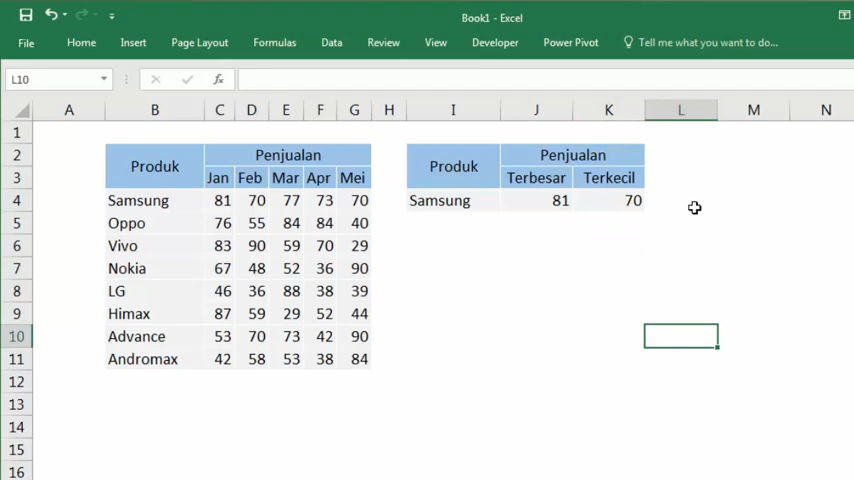 Book1 - Excel
File Home Insert Page Layout Formulas Data Review View Developer Power Pivot Tell me what you want to do...
L10 fx
A B C D E F G H I J K L M N
1
2 Produk Penjualan Produk Penjualan
3 Jan Feb Mar Apr Mei Terbesar Terkecil
4 Samsung 81 70 77 73 70 Samsung 81 70
5 Oppo 76 55 84 84 40
6 Vivo 83 90 59 70 29
7 Nokia 67 48 52 36 90
8 LG 46 36 88 38 39
9 Himax 87 59 29 52 44
10 Advance 53 70 73 42 90
11 Andromax 42 58 53 38 84
12
13
14
15
16